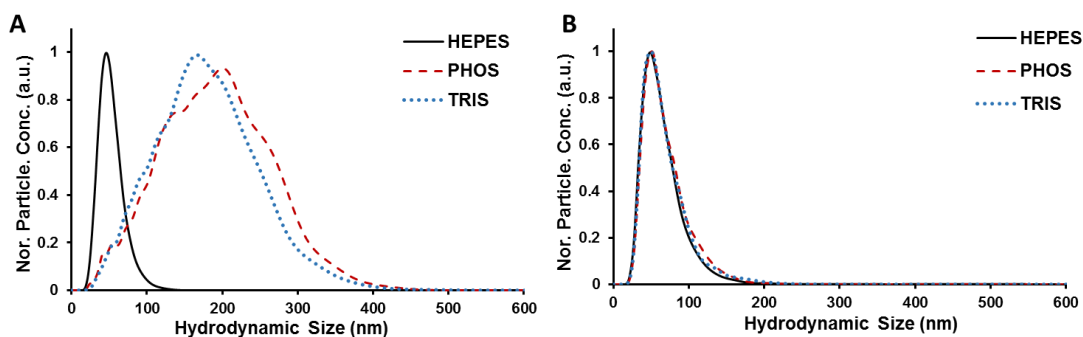 A
Nor. Particle. Conc. (a.u.)
1
0.8
0.6
0.4
0.2
0
0 100 200 300 400 500 600
Hydrodynamic Size (nm)
HEPES
PHOS
TRIS
B
Nor. Particle. Conc. (a.u.)
1
0.8
0.6
0.4
0.2
0
0 100 200 300 400 500 600
Hydrodynamic Size (nm)
HEPES
PHOS
TRIS